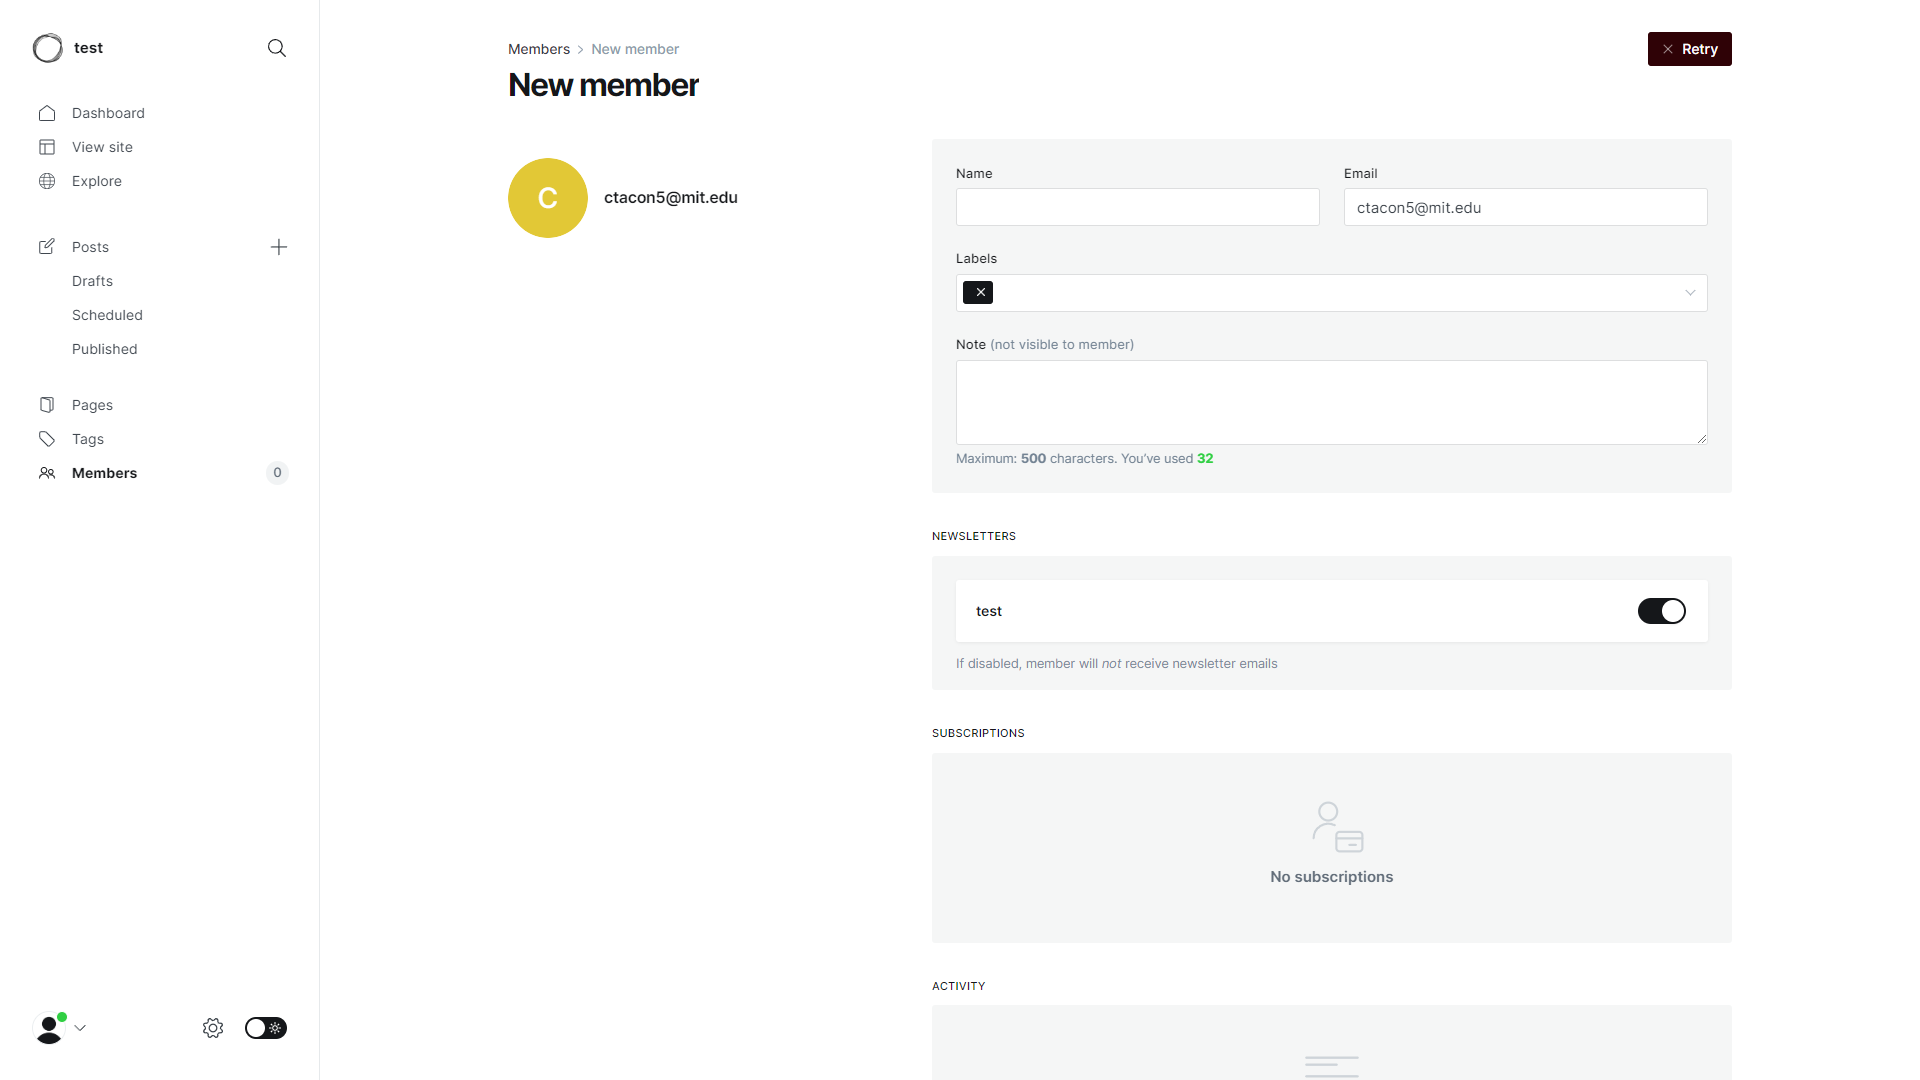 test
Dashboard
View site
Explore
Posts
Drafts
Scheduled
Published
Pages
Tags
Members
0
Members
New member
Retry
New member
C
ctacon5@mit.edu
Name
Email
ctacon5@mit.edu
Labels
Note (not visible to member)
Maximum: 500 characters. You've used 32
NEWSLETTERS
test
If disabled, member will not receive newsletter emails
SUBSCRIPTIONS
No subscriptions
ACTIVITY